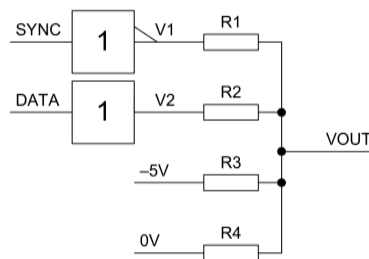 SYNC 1 V1 R1
DATA 1 V2 R2
VOUT
–5V R3
0V R4